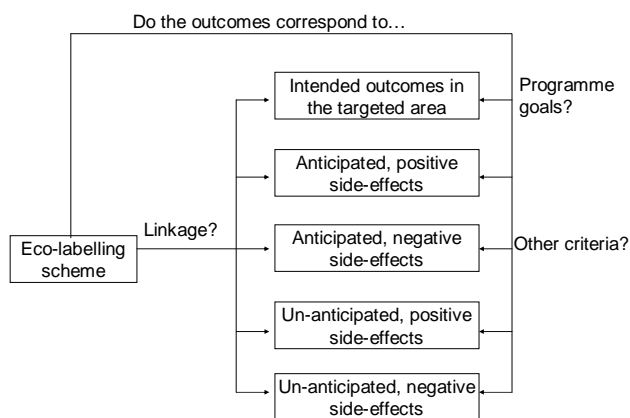 Do the outcomes correspond to…
Intended outcomes in
the targeted area
Programme
goals?
Anticipated, positive
side-effects
Linkage?
Eco-labelling
scheme
Anticipated, negative
side-effects
Other criteria?
Un-anticipated, positive
side-effects
Un-anticipated, negative
side-effects